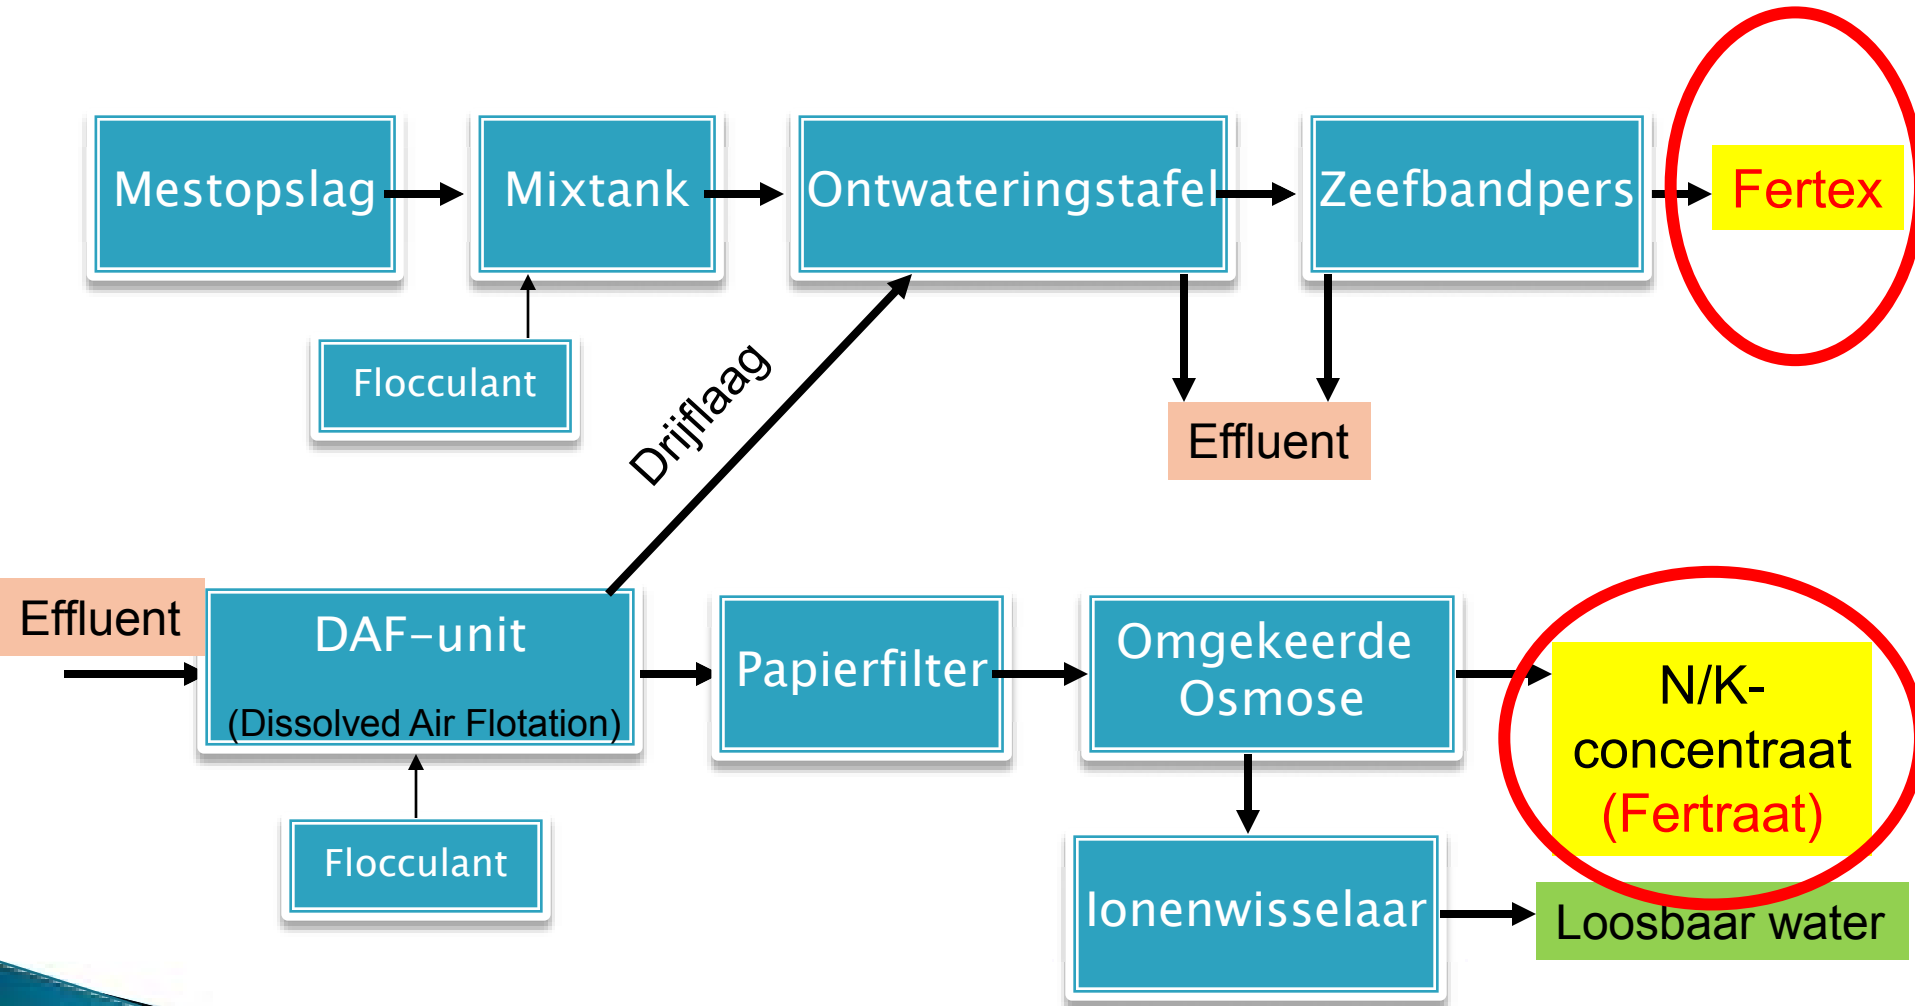 Mestopslag
Mixtank
Ontwateringstafel
Zeefbandpers
Fertex
Flocculant
Drijflaag
Effluent
Effluent
DAF-unit
(Dissolved Air Flotation)
Papierfilter
Omgekeerde
Osmose
N/K-
concentraat
(Fertraat)
Flocculant
Ionenwisselaar
Loosbaar water